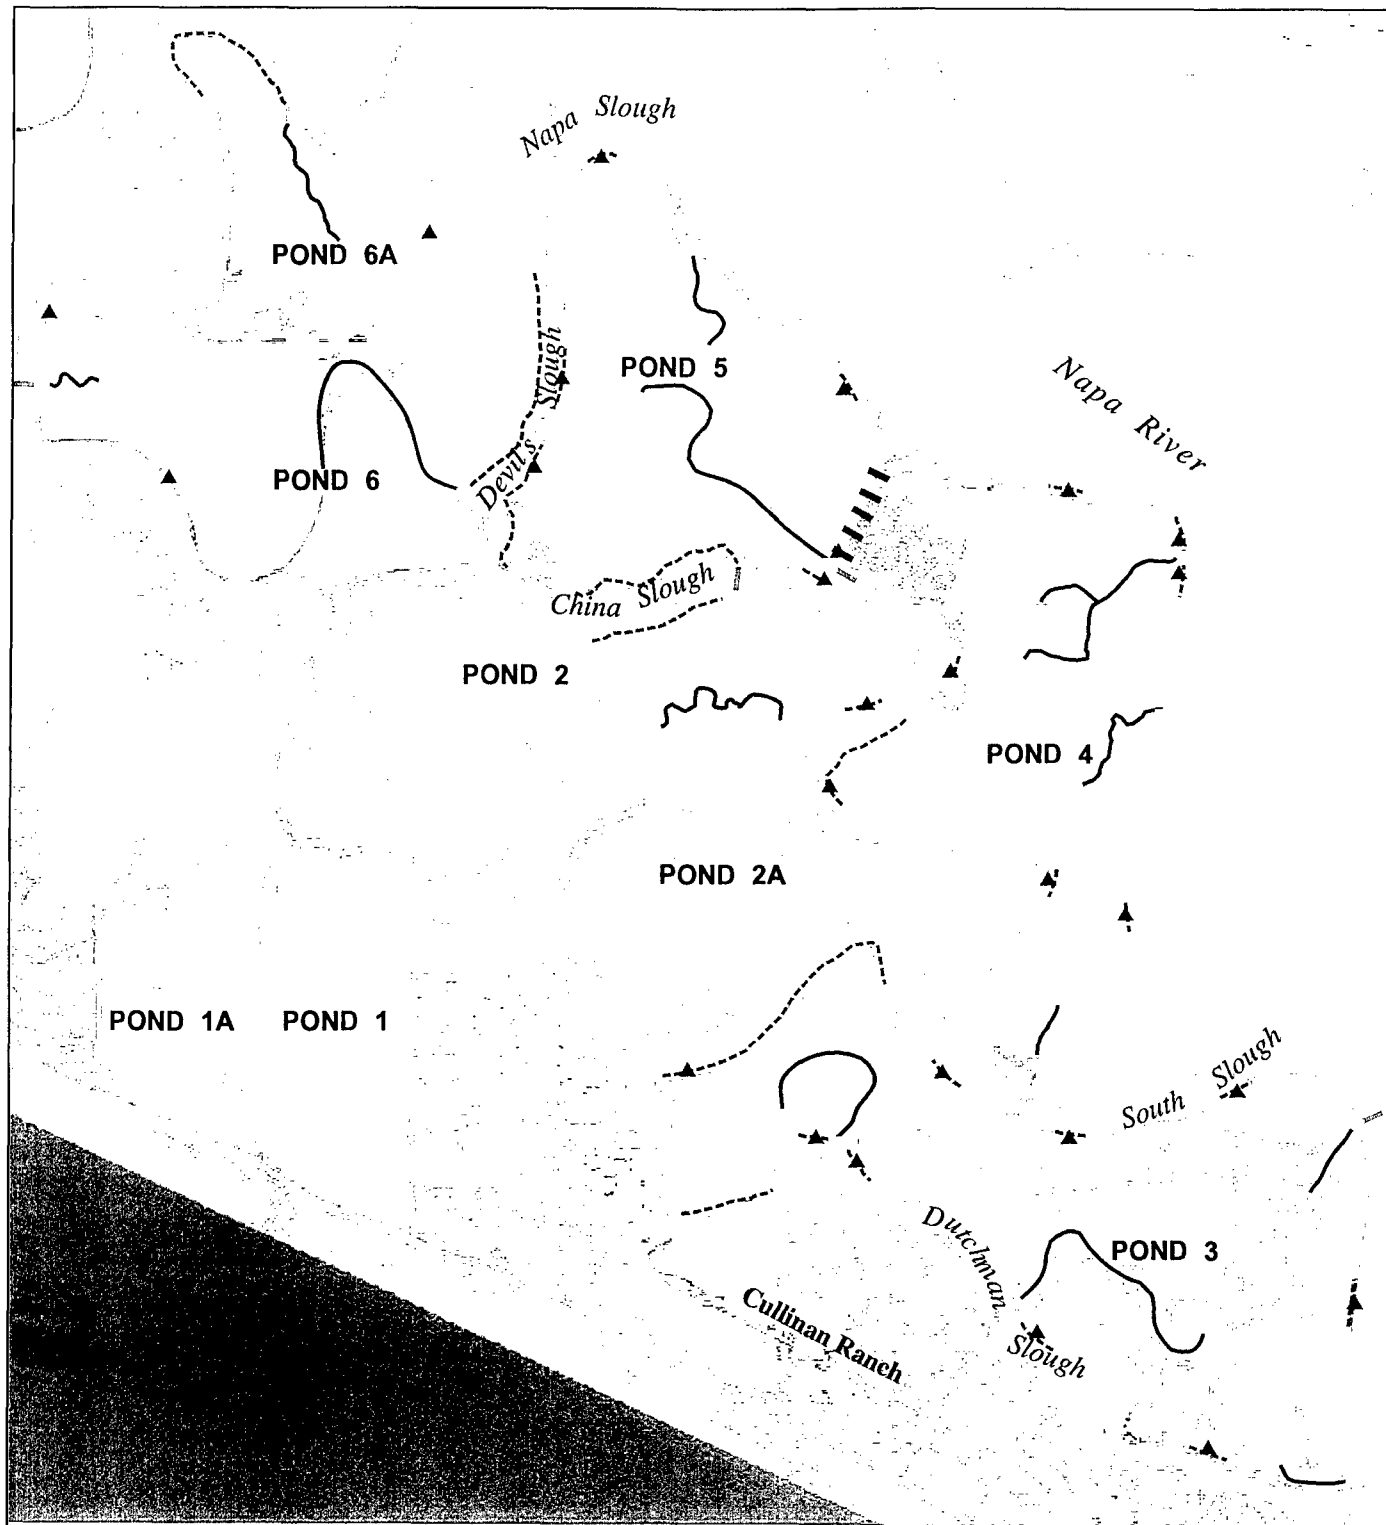 Napa Slough
POND 6A
Devil's Slough
POND 5
Napa River
POND 6
China Slough
POND 2
POND 4
POND 2A
POND 1A
POND 1
South Slough
Dutchman Slough
POND 3
Cullinan Ranch